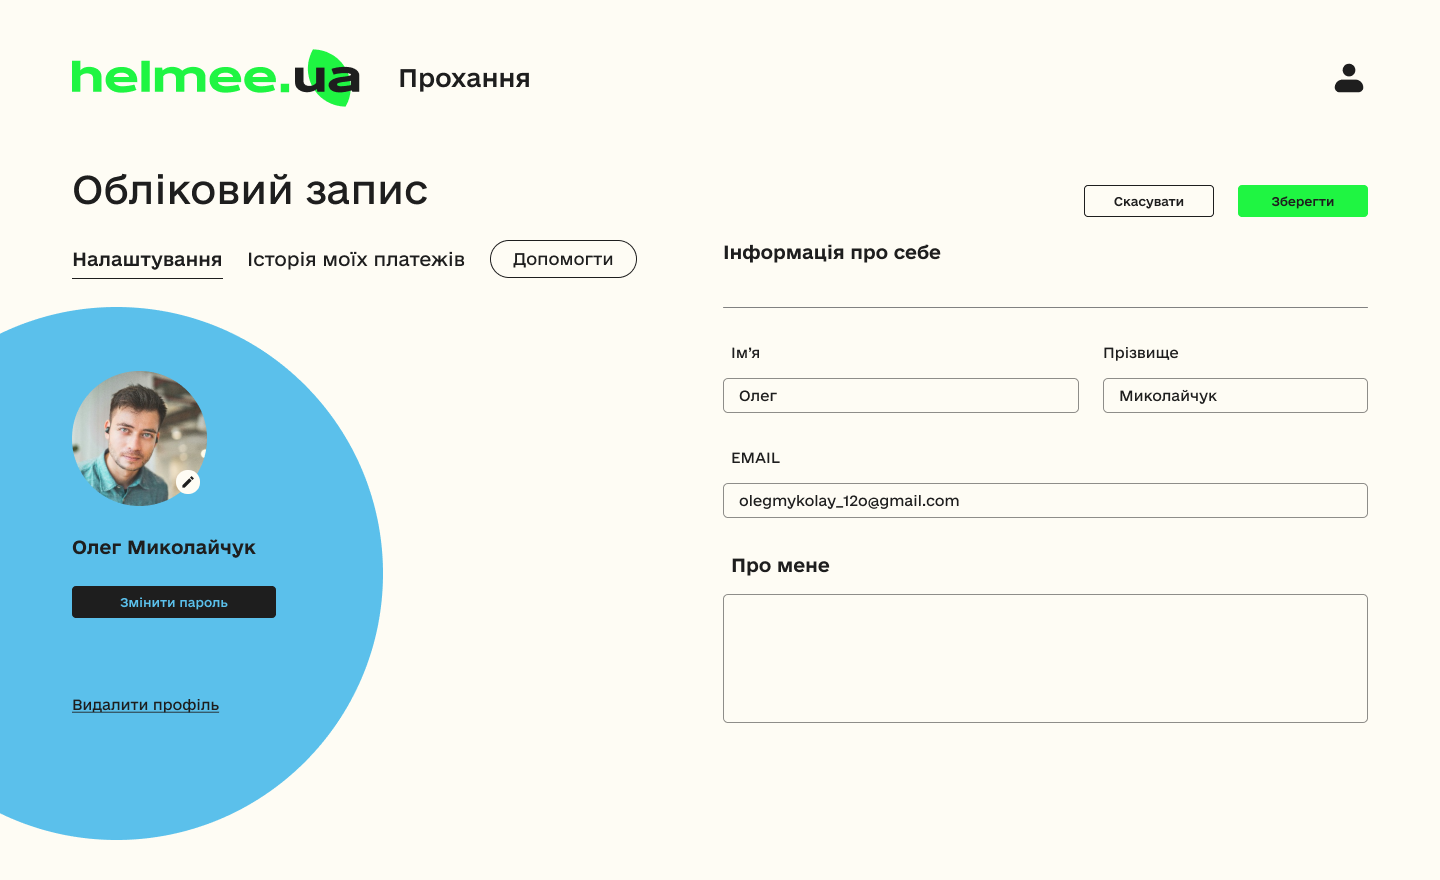 helmee.ua
Прохання
Обліковий запис
Скасувати
Зберегти
Налаштування
Історія моїх платежів
Допомогти
Інформація про себе
Ім’я
Прізвище
Олег
Миколайчук
EMAIL
olegmykolay_12o@gmail.com
Про мене
Олег Миколайчук
Змінити пароль
Видалити профіль